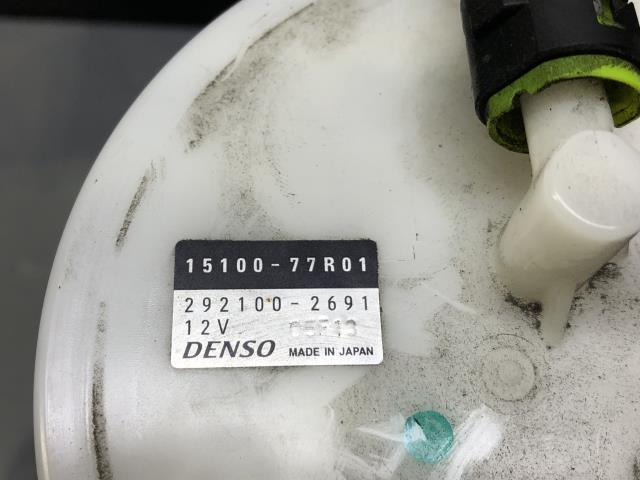 15100-77R01
292100-2691
12V
DENSO MADE IN JAPAN